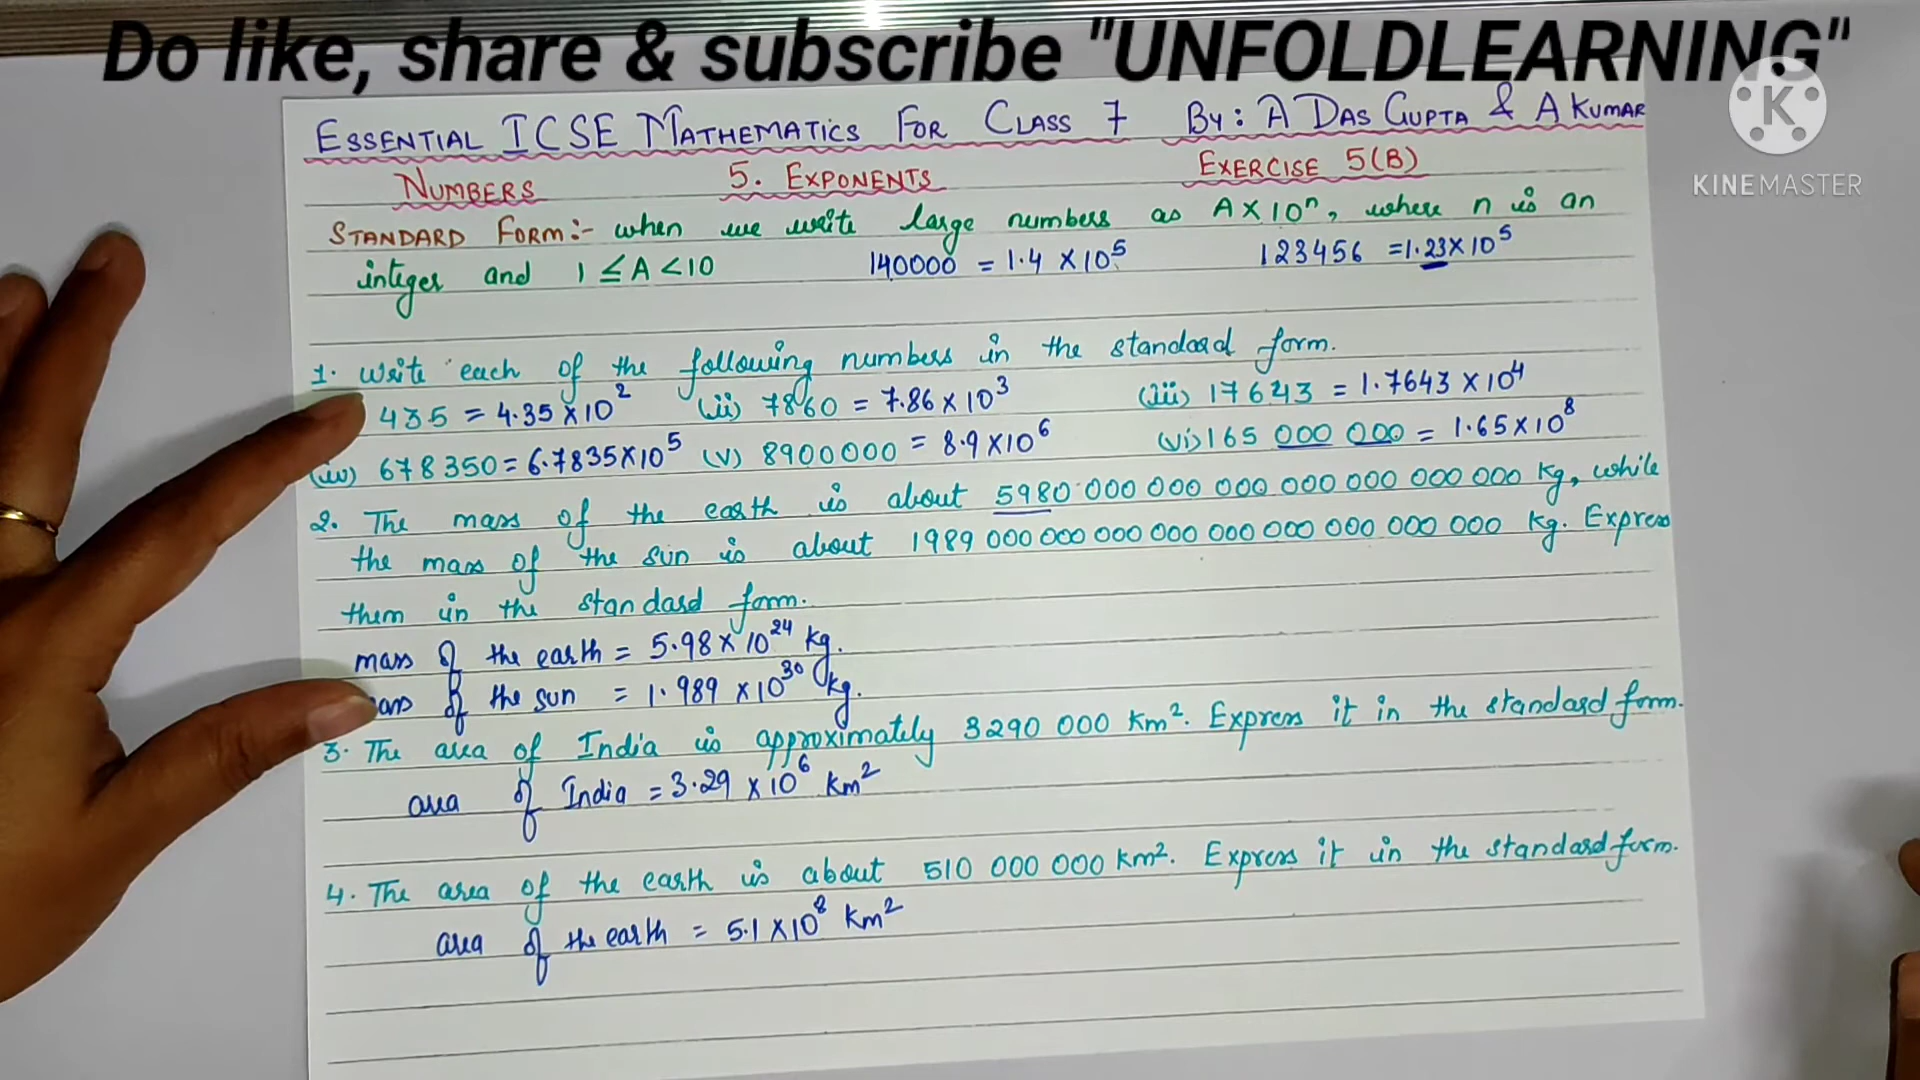 Do like, share & subscribe "UNFOLDLEARNING"
KINEMASTER
ESSENTIAL ICSE MATHEMATICS FOR CLASS 7 BY: A DAS GUPTA & A KUMAR
NUMBERS 5. EXPONENTS EXERCISE 5(B)
STANDARD FORM:- when we write large numbers as A×10ⁿ, where n is an
integer and 1 ≤ A < 10 140000 = 1.4 × 10⁵ 123456 = 1.23×10⁵
1. Write each of the following numbers in the standard form.
435 = 4.35×10² (ii) 7860 = 7.86×10³ (iii) 17643 = 1.7643×10⁴
(iv) 678350 = 6.7835×10⁵ (v) 8900000 = 8.9×10⁶ (vi) 165 000 000 = 1.65×10⁸
2. The mass of the earth is about 5980 000 000 000 000 000 000 000 kg, while
the mass of the sun is about 1989 000 000 000 000 000 000 000 000 000 kg. Express
them in the standard form.
mass of the earth = 5.98×10²⁴ kg.
mass of the sun = 1.989×10³⁰ kg.
3. The area of India is approximately 3290 000 km². Express it in the standard form.
area of India = 3.29×10⁶ km²
4. The area of the earth is about 510 000 000 km². Express it in the standard form.
area of the earth = 5.1×10⁸ km²